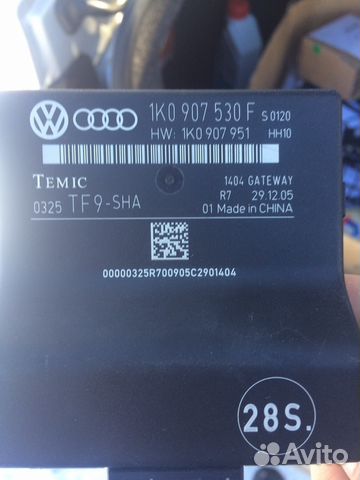 1K0 907 530 F S 0120
HW: 1K0 907 951 HH10
TEMIC 1404 GATEWAY
R7 29.12.05
0325 TF9-SHA 01 Made in CHINA
00000325R700905C2901404
28S.
Avito